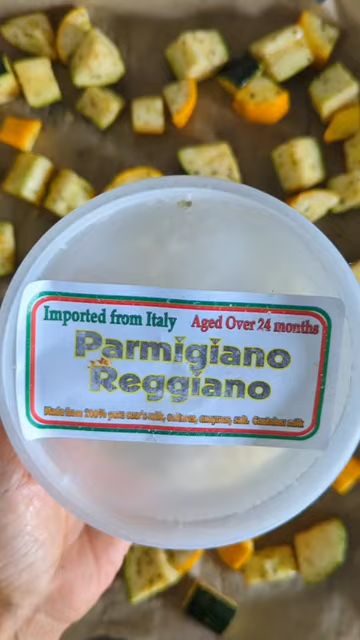 Imported from Italy Aged Over 24 months
Parmigiano
Reggiano
Made from 100% pure cow's milk, cultures, enzymes, salt. Contains: milk